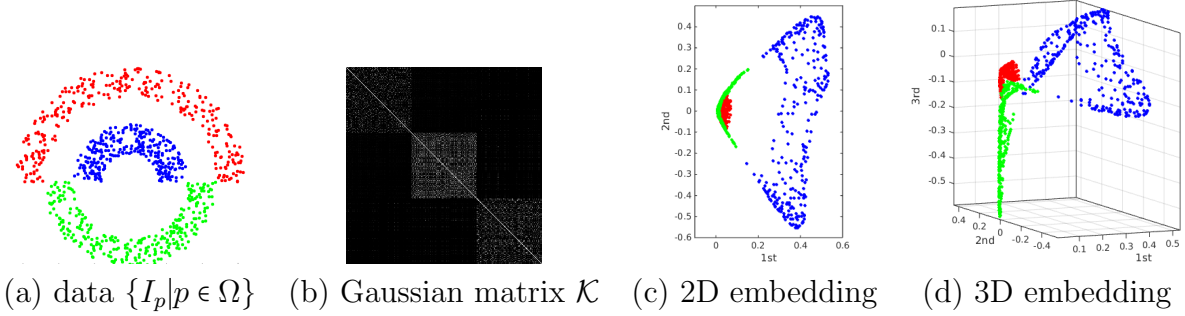 0.4
0.3
0.2
0.1
0
-0.1
-0.2
-0.3
-0.4
-0.5
-0.6
2nd
0 0.2 0.4 0.6
1st
0
-0.1
-0.2
-0.3
-0.4
-0.5
3rd
0.4 0.2 0 -0.2 -0.4
2nd
0.1 0.2 0.3 0.4 0.5
1st
(a) data {I_p|p ∈ Ω} (b) Gaussian matrix 𝒦 (c) 2D embedding (d) 3D embedding